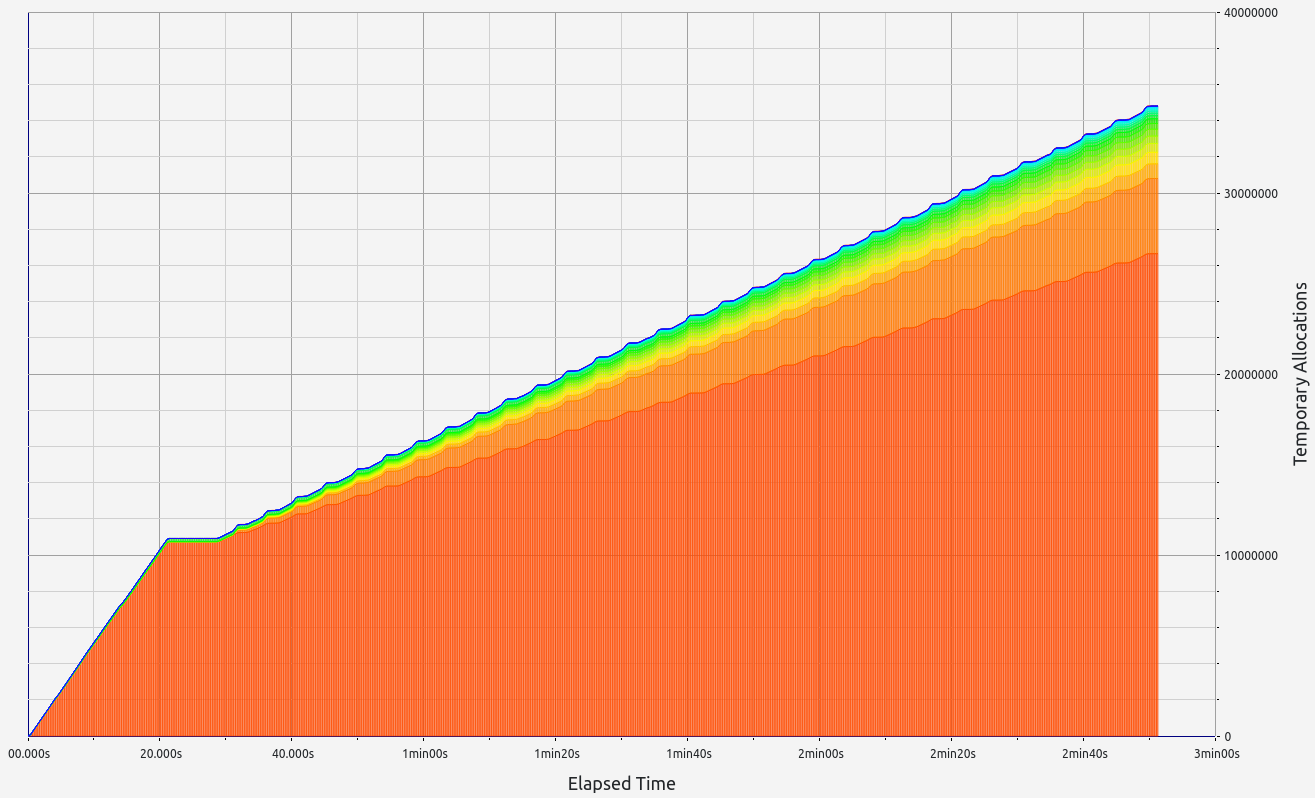 40000000
30000000
20000000
10000000
0
Temporary Allocations
00.000s 20.000s 40.000s 1min00s 1min20s 1min40s 2min00s 2min20s 2min40s 3min00s
Elapsed Time